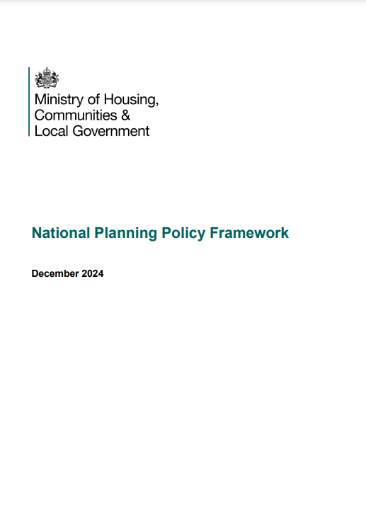 Ministry of Housing,
Communities &
Local Government
National Planning Policy Framework
December 2024